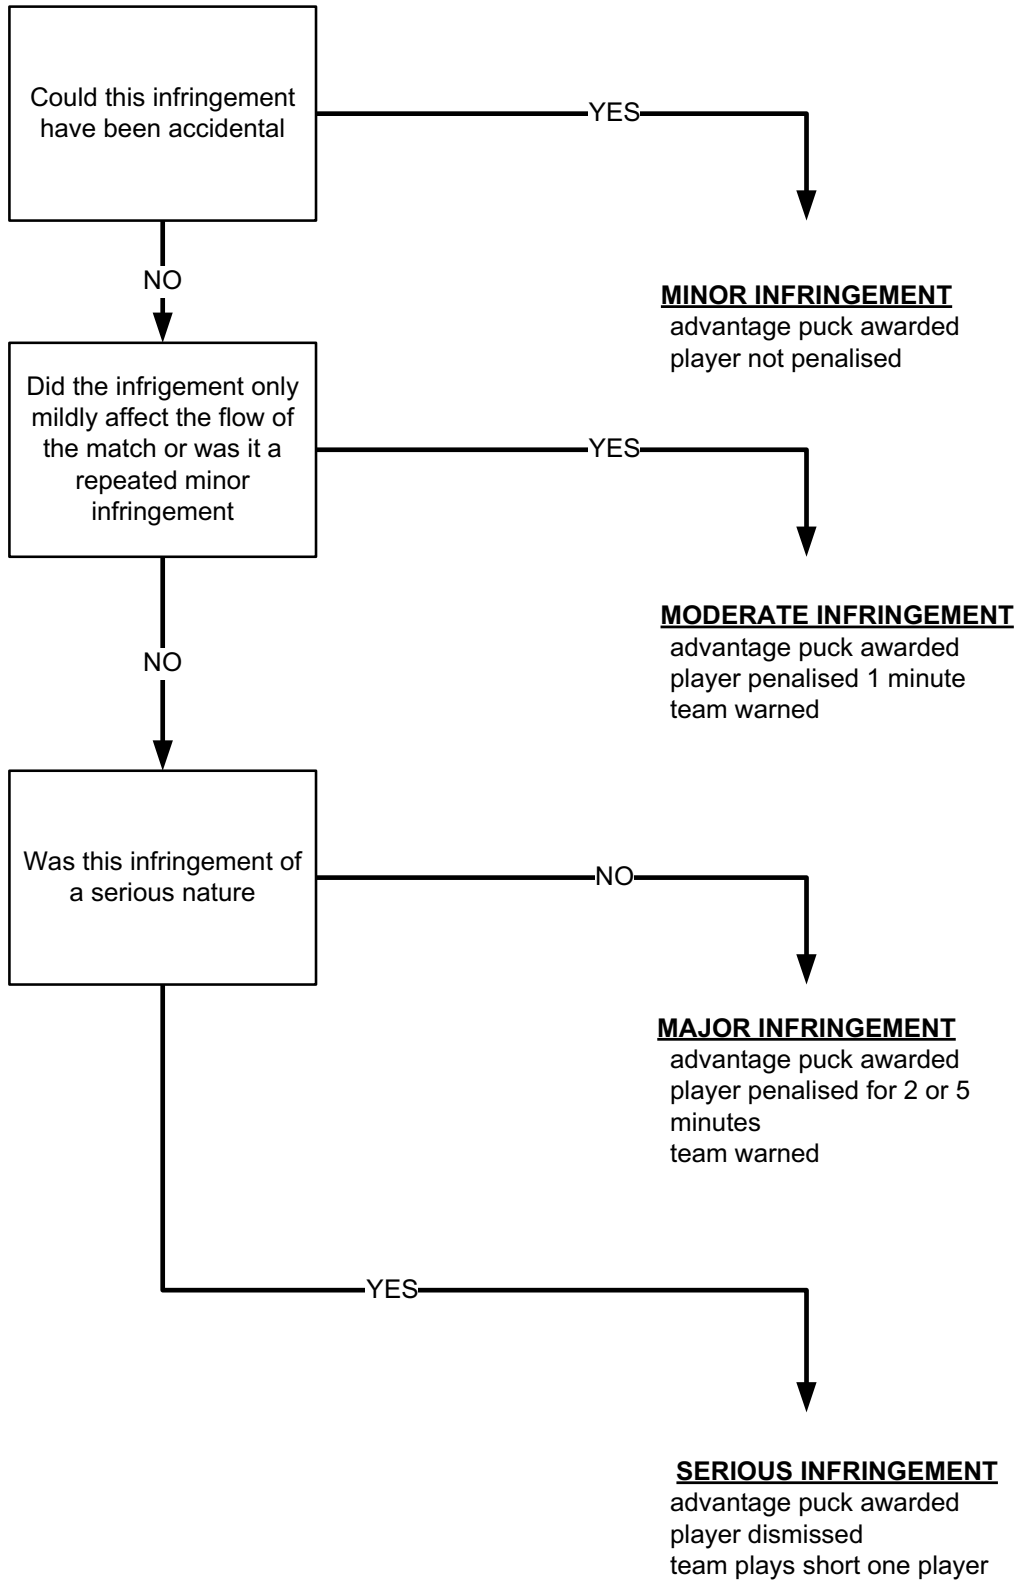 Could this infringement
have been accidental
YES
NO
MINOR INFRINGEMENT
advantage puck awarded
player not penalised
Did the infrigement only
mildly affect the flow of
the match or was it a
repeated minor
infringement
YES
NO
MODERATE INFRINGEMENT
advantage puck awarded
player penalised 1 minute
team warned
Was this infringement of
a serious nature
NO
MAJOR INFRINGEMENT
advantage puck awarded
player penalised for 2 or 5
minutes
team warned
YES
SERIOUS INFRINGEMENT
advantage puck awarded
player dismissed
team plays short one player